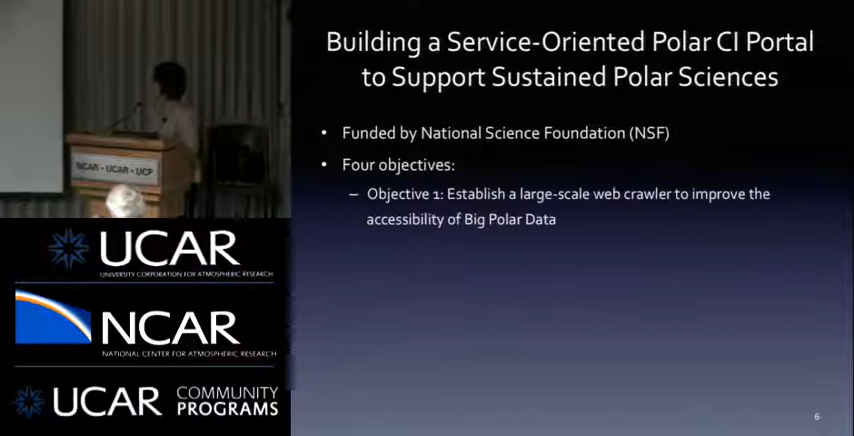 Building a Service-Oriented Polar CI Portal
to Support Sustained Polar Sciences
• Funded by National Science Foundation (NSF)
• Four objectives:
– Objective 1: Establish a large-scale web crawler to improve the
accessibility of Big Polar Data
6
NCAR - UCAR - UCP
UCAR
UNIVERSITY CORPORATION FOR ATMOSPHERIC RESEARCH
NCAR
NATIONAL CENTER FOR ATMOSPHERIC RESEARCH
UCAR COMMUNITY
PROGRAMS